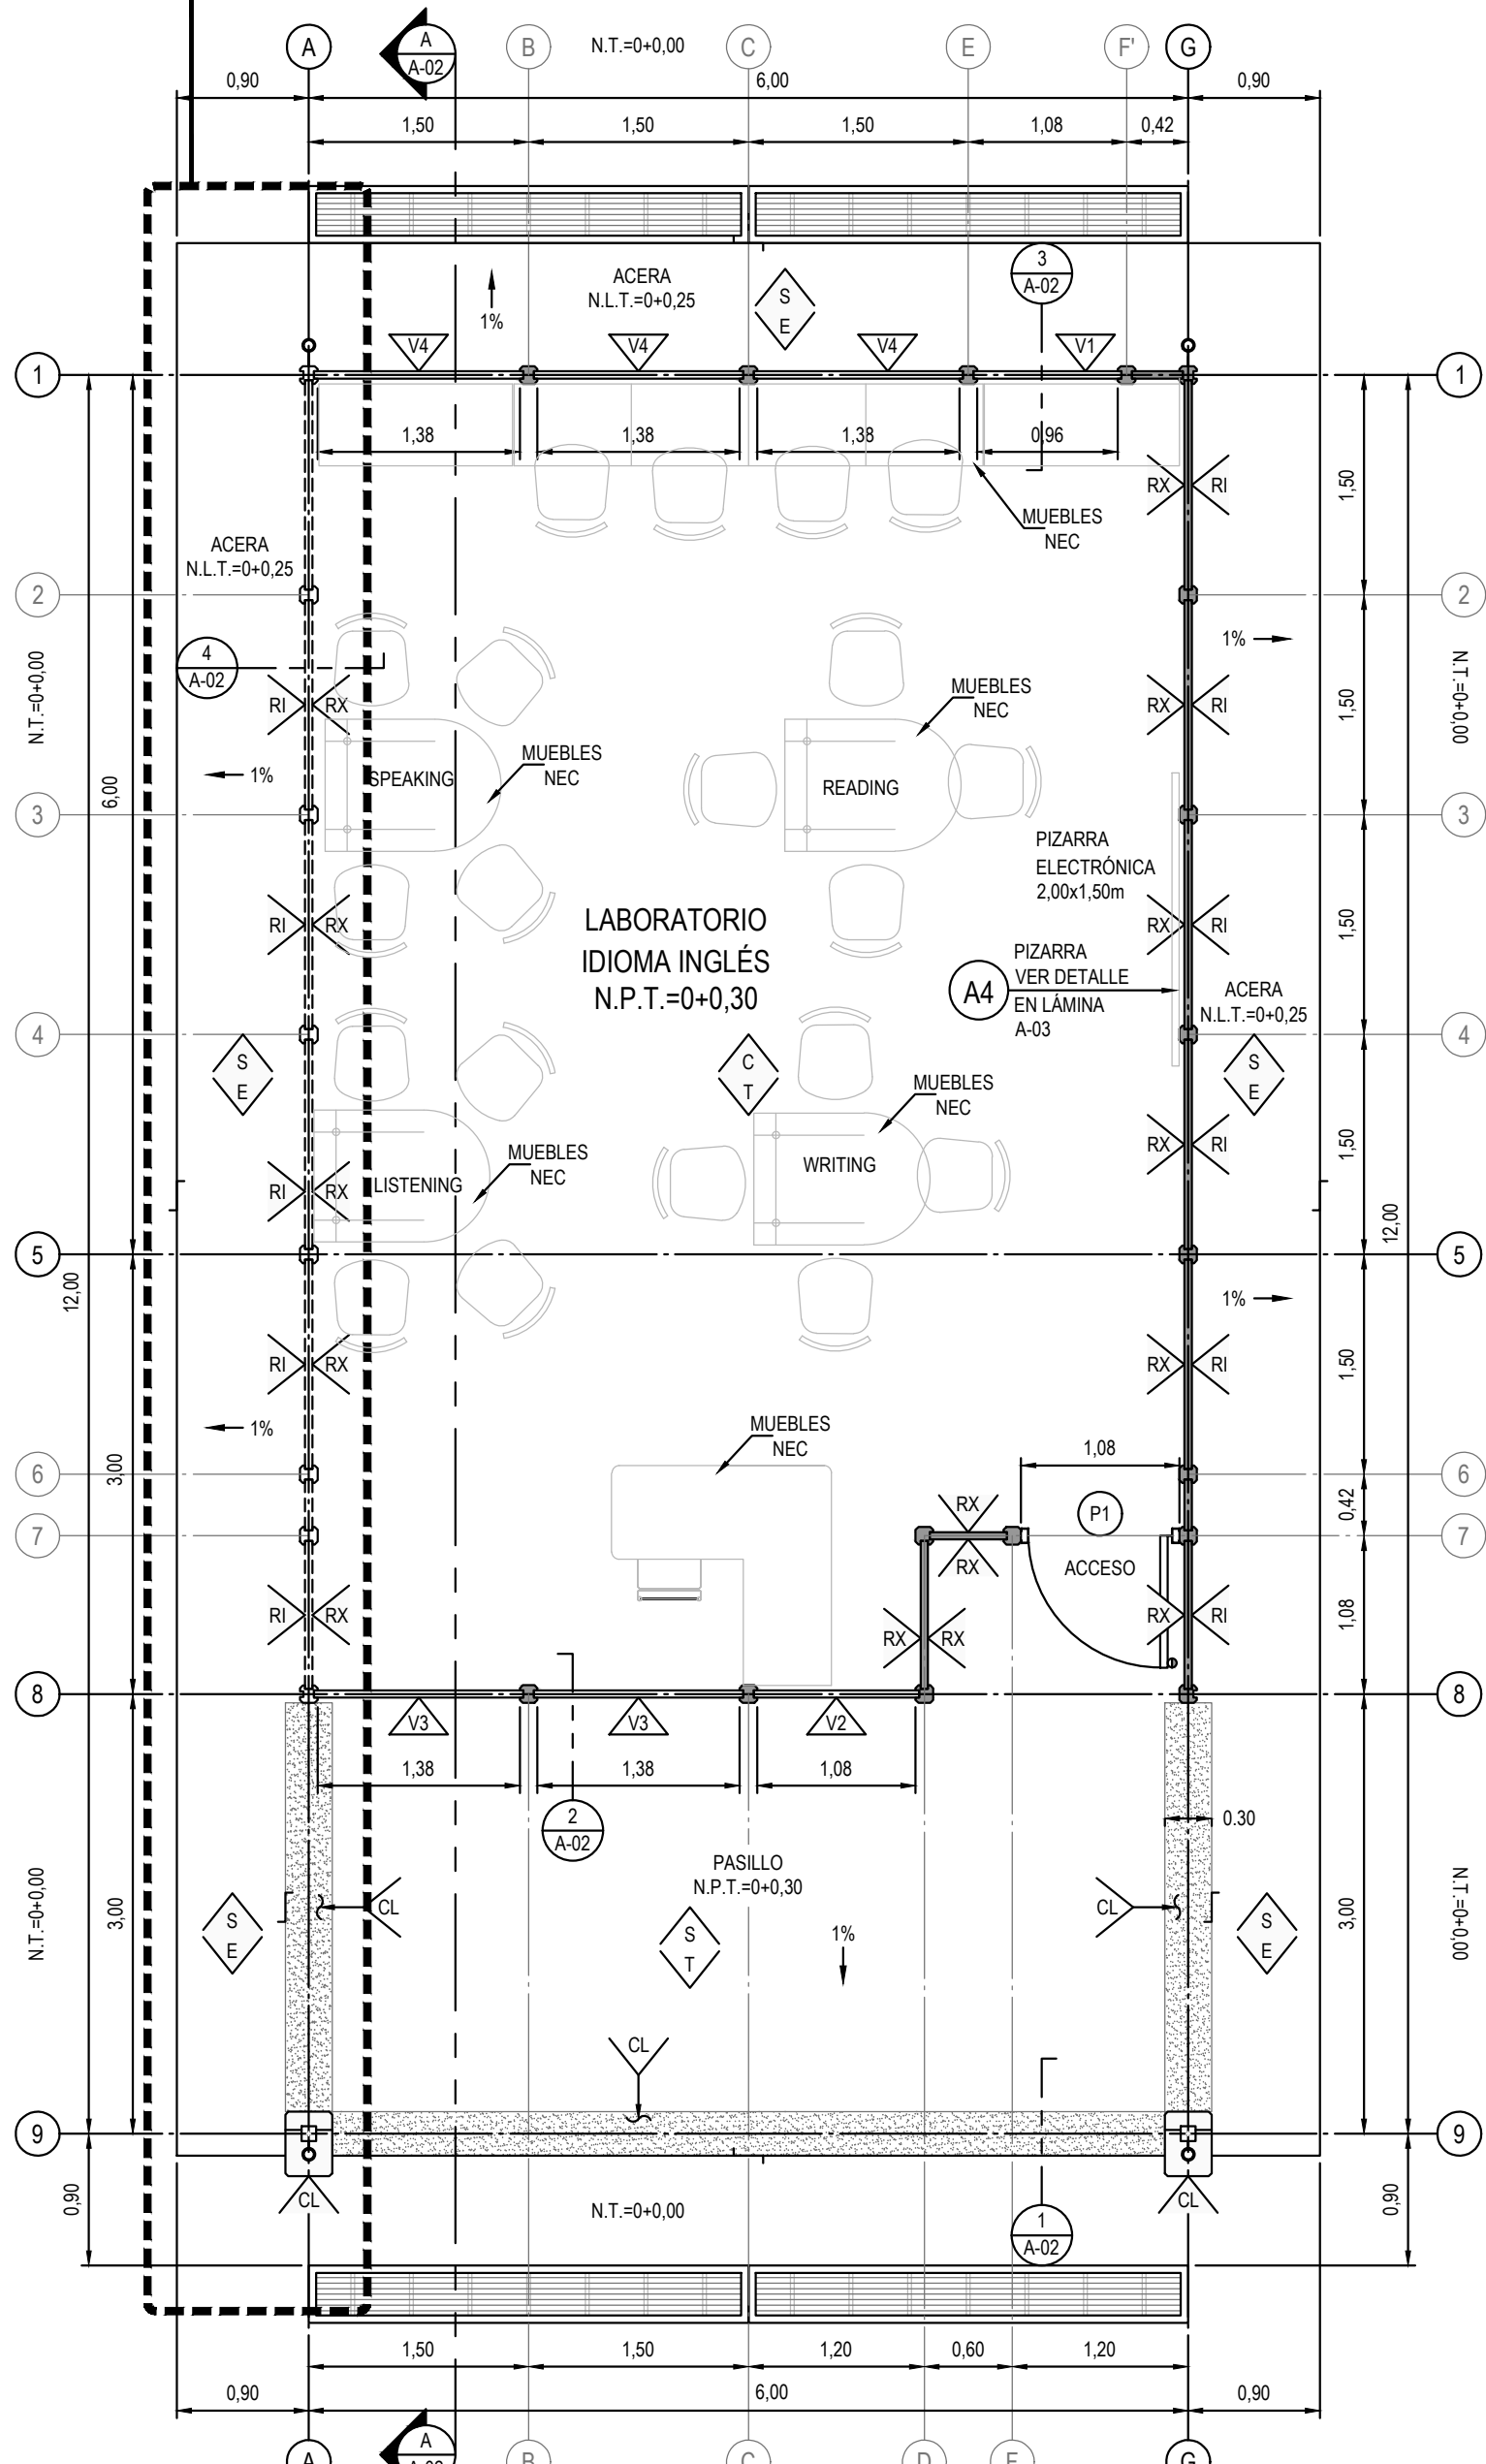 A
A
A-02
B
N.T.=0+0,00
C
E
F'
G
0,90
6,00
0,90
1,50
1,50
1,50
1,08
0,42
ACERA
N.L.T.=0+0,25
1%
S
E
3
A-02
V4
V4
V4
V1
1
1
1,38
1,38
1,38
0,96
RX
RI
1,50
MUEBLES
NEC
ACERA
N.L.T.=0+0,25
2
2
N.T.=0+0,00
4
A-02
1%
N.T.=0+0,00
RI
RX
MUEBLES
NEC
RX
RI
1,50
6,00
1%
SPEAKING
MUEBLES
NEC
READING
3
3
PIZARRA
ELECTRÓNICA
2,00x1,50m
RI
RX
LABORATORIO
IDIOMA INGLÉS
N.P.T.=0+0,30
RX
RI
1,50
A4
PIZARRA
VER DETALLE
EN LÁMINA
A-03
ACERA
N.L.T.=0+0,25
4
4
S
E
C
T
S
E
MUEBLES
NEC
RX
RI
1,50
MUEBLES
NEC
WRITING
RI
RX
LISTENING
12,00
5
5
12,00
1%
RI
RX
RX
RI
1,50
1%
MUEBLES
NEC
3,00
1,08
6
6
RX
P1
0,42
7
7
RX
ACCESO
RI
RX
RX
RX
RX
RI
1,08
8
8
V3
V3
V2
1,38
1,38
1,08
2
A-02
0.30
PASILLO
N.P.T.=0+0,30
N.T.=0+0,00
3,00
S
E
CL
S
T
1%
CL
S
E
3,00
N.T.=0+0,00
CL
9
9
0,90
CL
N.T.=0+0,00
1
A-02
CL
0,90
1,50
1,50
1,20
0,60
1,20
0,90
6,00
0,90
A
A
A-02
B
C
D
F
G